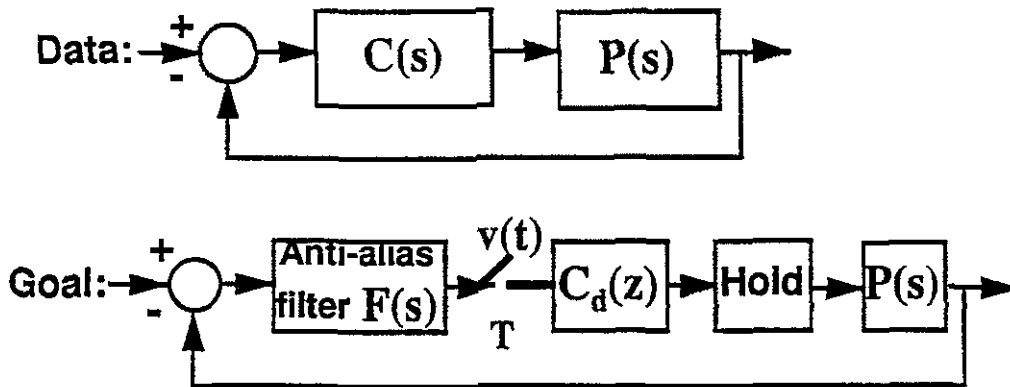 +
Data:
-
C(s)
P(s)
+
Goal:
-
Anti-alias
filter F(s)
v(t)
T
C_d(z)
Hold
P(s)